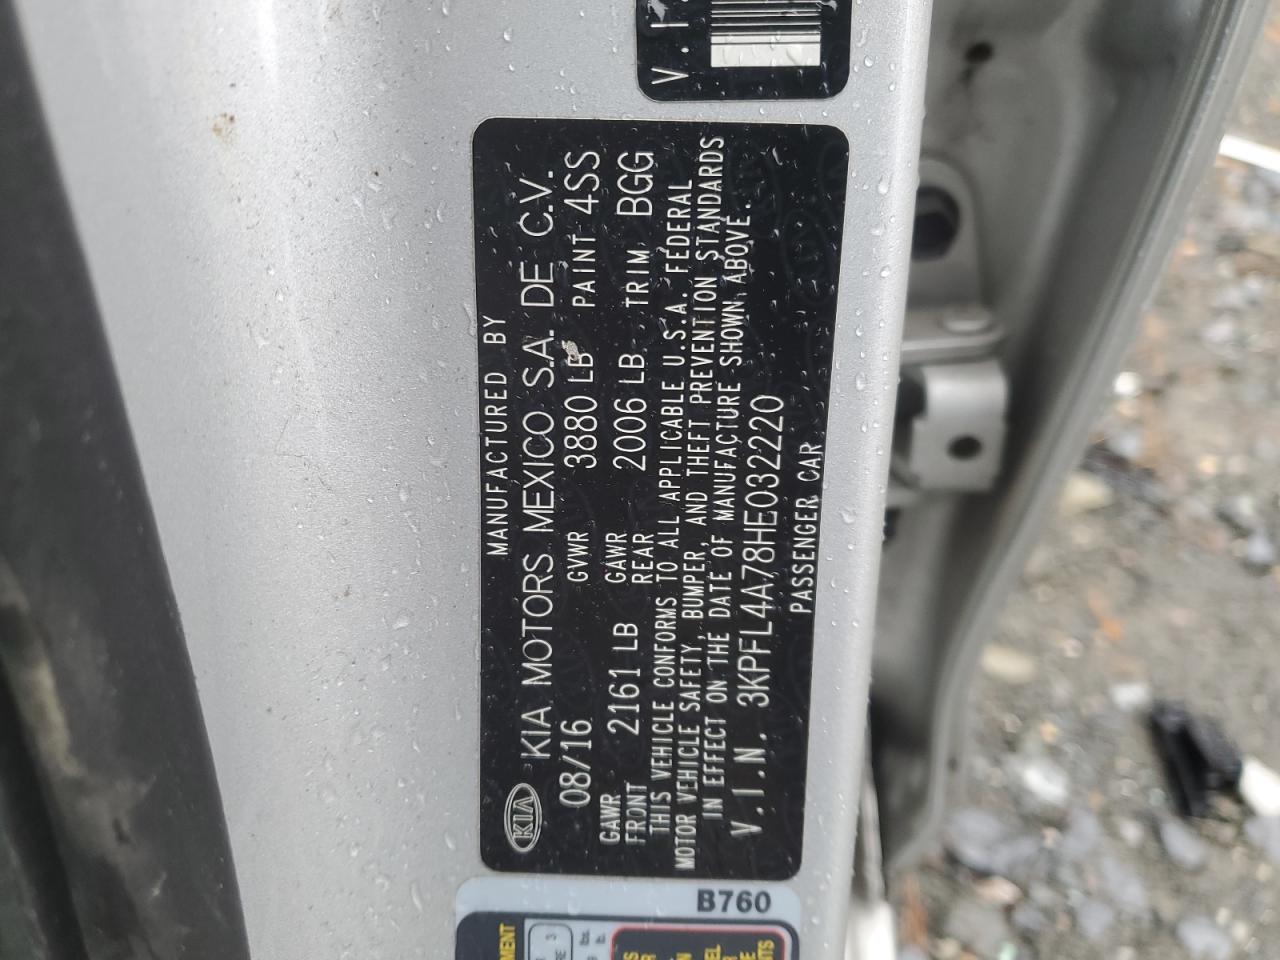 V.I.
MANUFACTURED BY
KIA KIA MOTORS MEXICO S.A. DE C.V.
08/16 GVWR 3880 LB PAINT 4SS
GAWR FRONT 2161 LB GAWR REAR 2006 LB TRIM BGG
THIS VEHICLE CONFORMS TO ALL APPLICABLE U.S.A. FEDERAL
MOTOR VEHICLE SAFETY, BUMPER, AND THEFT PREVENTION STANDARDS
IN EFFECT ON THE DATE OF MANUFACTURE SHOWN ABOVE.
V.I.N. 3KPFL4A78HE032220
PASSENGER CAR
B760